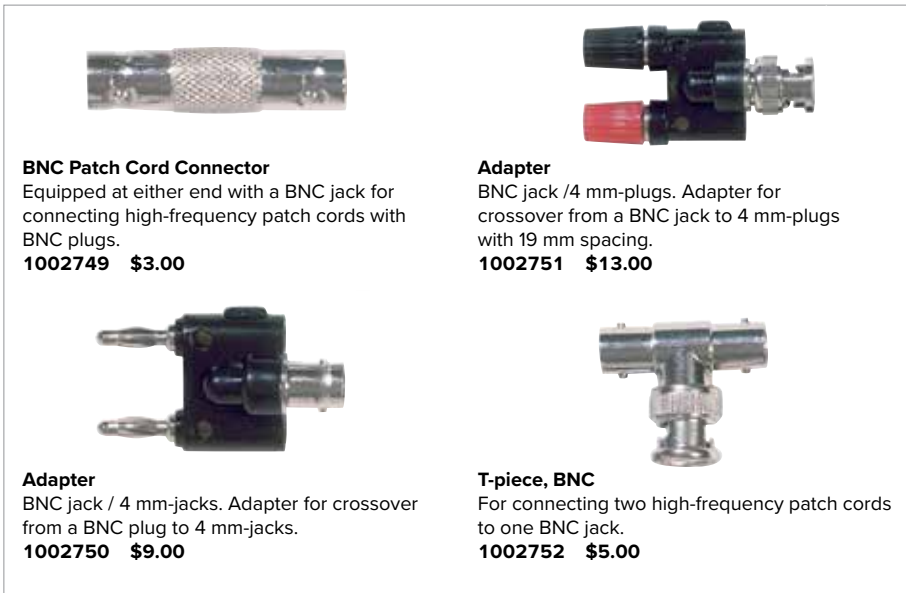 BNC Patch Cord Connector
Equipped at either end with a BNC jack for
connecting high-frequency patch cords with
BNC plugs.
1002749 $3.00
Adapter
BNC jack /4 mm-plugs. Adapter for
crossover from a BNC jack to 4 mm-plugs
with 19 mm spacing.
1002751 $13.00
Adapter
BNC jack / 4 mm-jacks. Adapter for crossover
from a BNC plug to 4 mm-jacks.
1002750 $9.00
T-piece, BNC
For connecting two high-frequency patch cords
to one BNC jack.
1002752 $5.00